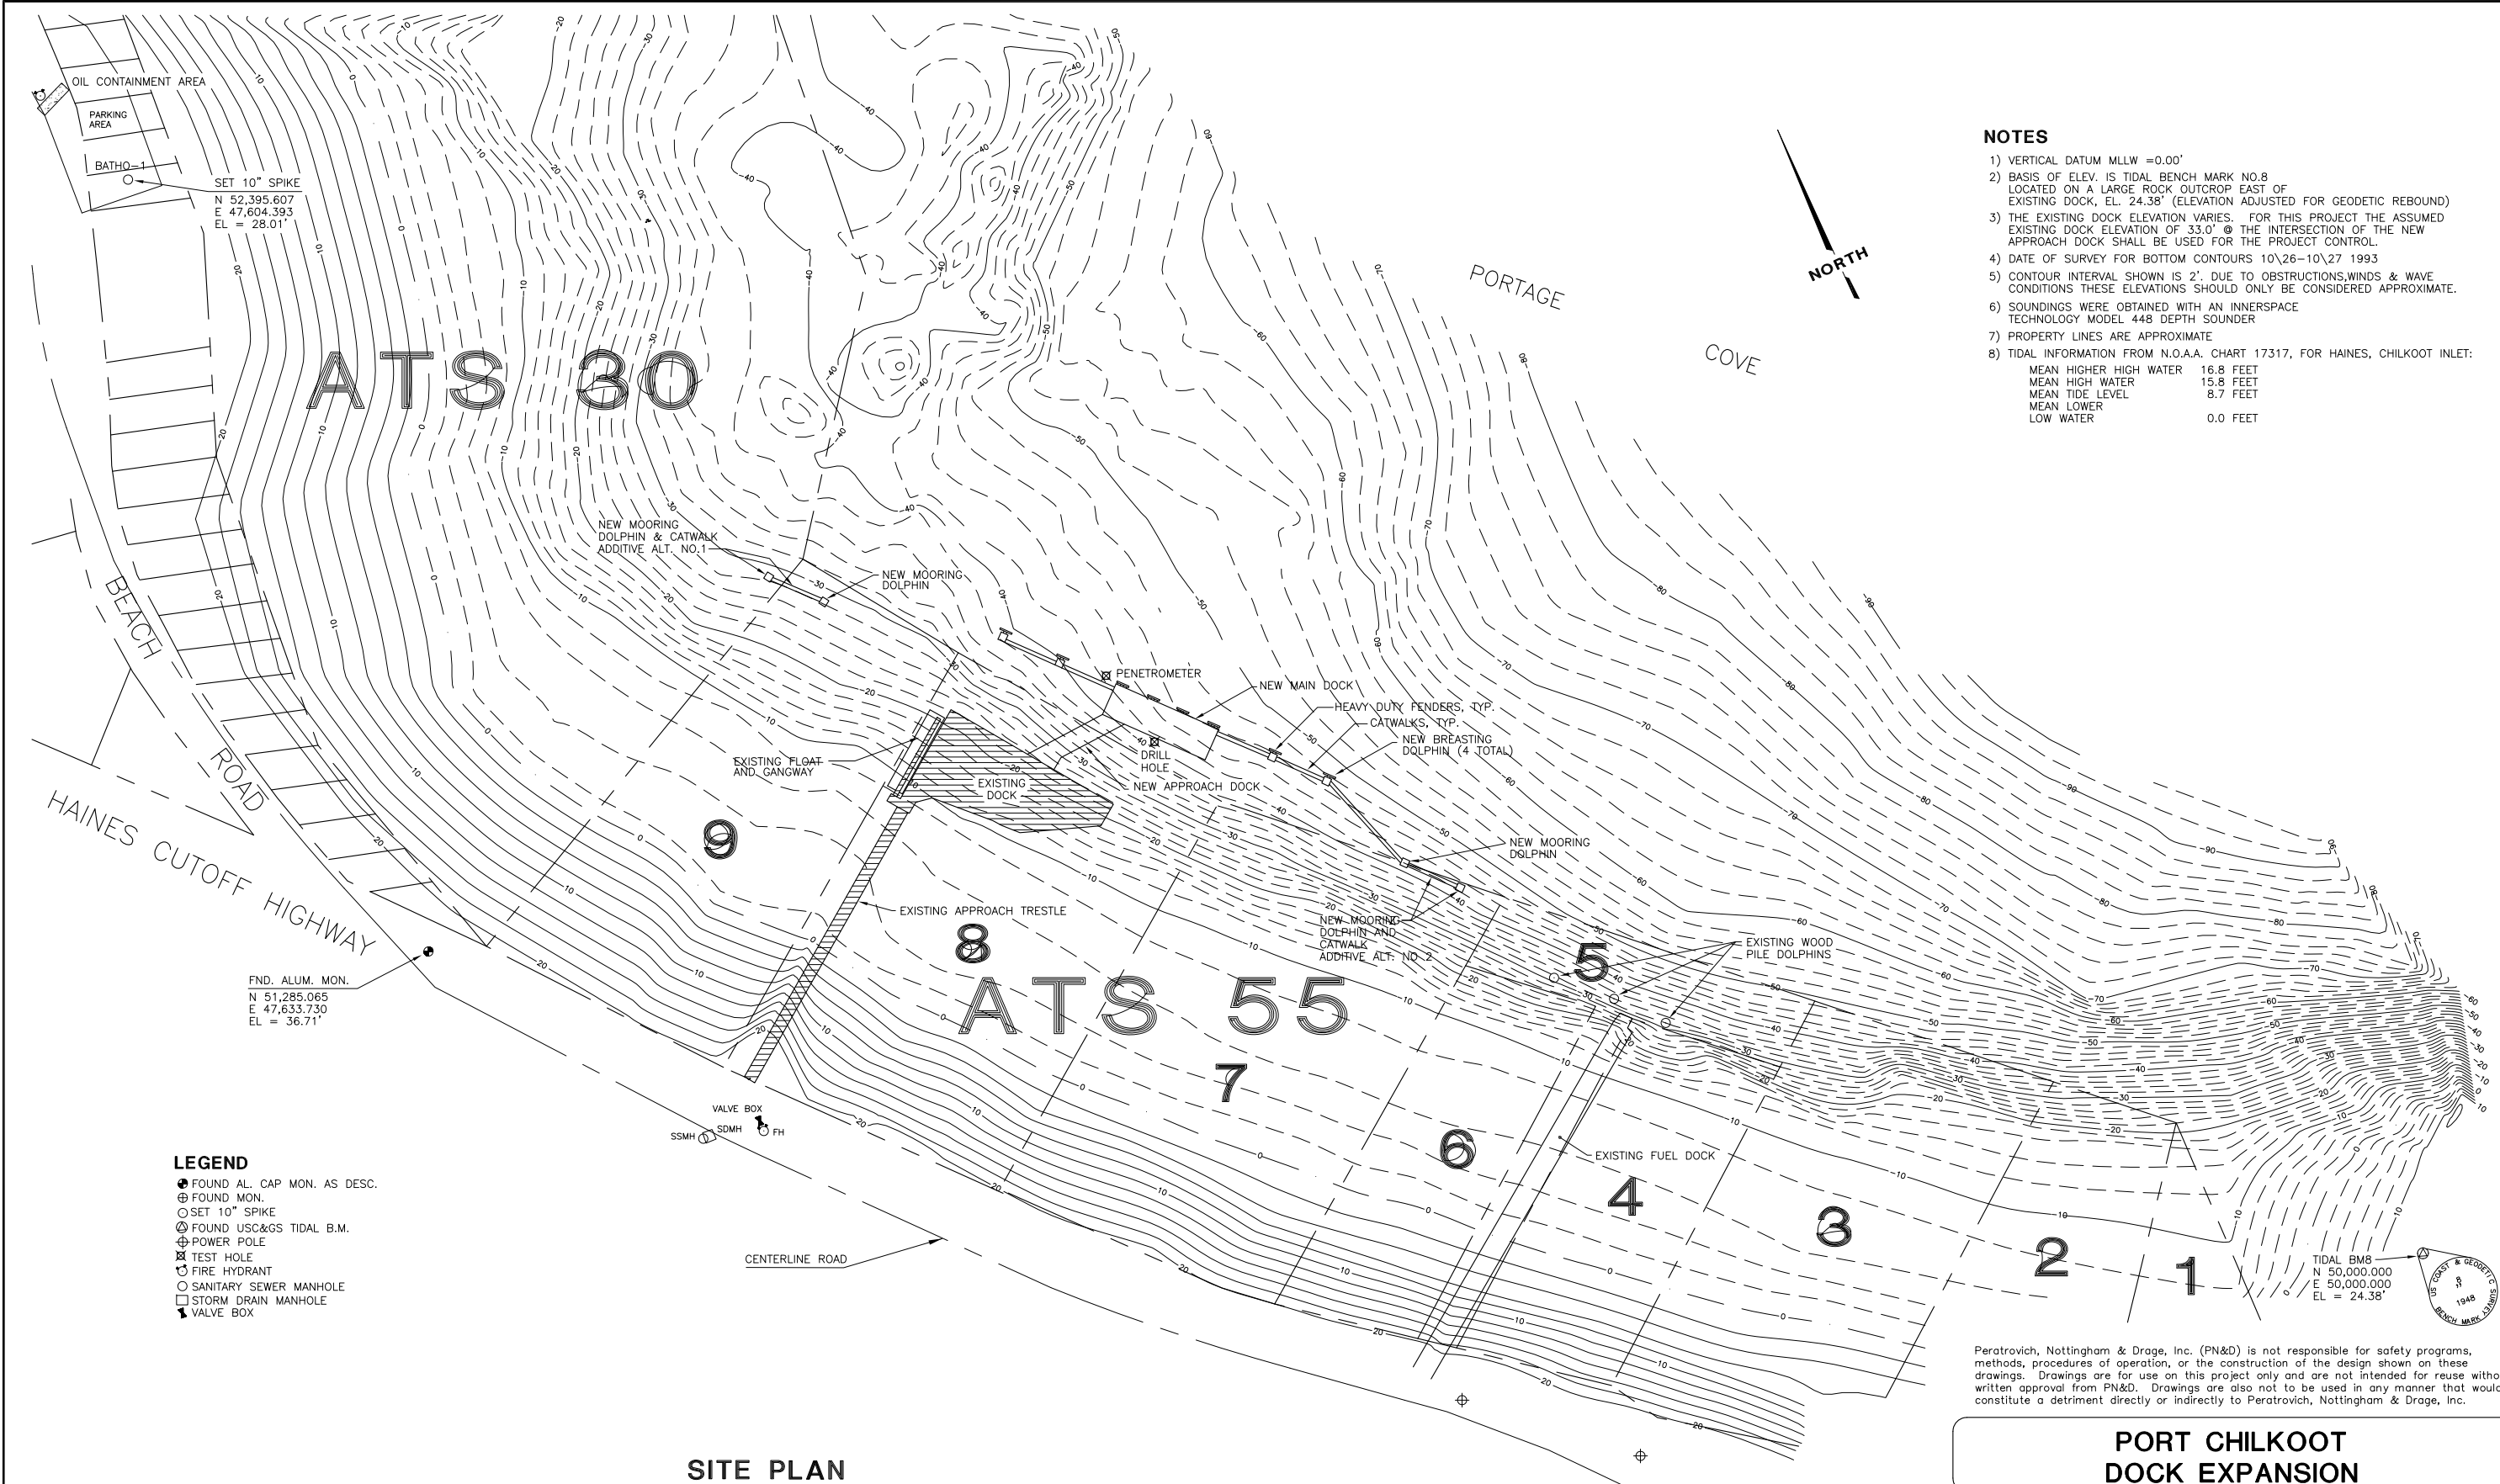 OIL CONTAINMENT AREA
PARKING
AREA
BATHO-1
SET 10" SPIKE
N 52,395.607
E 47,604.393
EL = 28.01'
ATS 30
PORTAGE
COVE
NORTH
NOTES
1) VERTICAL DATUM MLLW =0.00'
2) BASIS OF ELEV. IS TIDAL BENCH MARK NO.8
LOCATED ON A LARGE ROCK OUTCROP EAST OF
EXISTING DOCK, EL. 24.38' (ELEVATION ADJUSTED FOR GEODETIC REBOUND)
3) THE EXISTING DOCK ELEVATION VARIES. FOR THIS PROJECT THE ASSUMED
EXISTING DOCK ELEVATION OF 33.0' @ THE INTERSECTION OF THE NEW
APPROACH DOCK SHALL BE USED FOR THE PROJECT CONTROL.
4) DATE OF SURVEY FOR BOTTOM CONTOURS 10\26-10\27 1993
5) CONTOUR INTERVAL SHOWN IS 2'. DUE TO OBSTRUCTIONS,WINDS & WAVE
CONDITIONS THESE ELEVATIONS SHOULD ONLY BE CONSIDERED APPROXIMATE.
6) SOUNDINGS WERE OBTAINED WITH AN INNERSPACE
TECHNOLOGY MODEL 448 DEPTH SOUNDER
7) PROPERTY LINES ARE APPROXIMATE
8) TIDAL INFORMATION FROM N.O.A.A. CHART 17317, FOR HAINES, CHILKOOT INLET:
MEAN HIGHER HIGH WATER 16.8 FEET
MEAN HIGH WATER 15.8 FEET
MEAN TIDE LEVEL 8.7 FEET
MEAN LOWER
LOW WATER 0.0 FEET
NEW MOORING
DOLPHIN & CATWALK
ADDITIVE ALT. NO.1
NEW MOORING
DOLPHIN
PENETROMETER
NEW MAIN DOCK
HEAVY DUTY FENDERS, TYP.
CATWALKS, TYP.
NEW BREASTING
DOLPHIN (4 TOTAL)
DRILL
HOLE
NEW APPROACH DOCK
EXISTING FLOAT
AND GANGWAY
EXISTING
DOCK
BEACH
ROAD
HAINES CUTOFF HIGHWAY
9
NEW MOORING
DOLPHIN
EXISTING APPROACH TRESTLE
8
NEW MOORING
DOLPHIN AND
CATWALK
ADDITIVE ALT. NO.2
5
EXISTING WOOD
PILE DOLPHINS
ATS 55
FND. ALUM. MON.
N 51,285.065
E 47,633.730
EL = 36.71'
7
VALVE BOX
SSMH
SDMH
FH
6
EXISTING FUEL DOCK
4
3
2
1
LEGEND
FOUND AL. CAP MON. AS DESC.
FOUND MON.
SET 10" SPIKE
FOUND USC&GS TIDAL B.M.
POWER POLE
TEST HOLE
FIRE HYDRANT
SANITARY SEWER MANHOLE
STORM DRAIN MANHOLE
VALVE BOX
CENTERLINE ROAD
TIDAL BM8
N 50,000.000
E 50,000.000
EL = 24.38'
US COAST & GEODETIC SURVEY
1948
BENCH MARK
Peratrovich, Nottingham & Drage, Inc. (PN&D) is not responsible for safety programs,
methods, procedures of operation, or the construction of the design shown on these
drawings. Drawings are for use on this project only and are not intended for reuse witho
written approval from PN&D. Drawings are also not to be used in any manner that would
constitute a detriment directly or indirectly to Peratrovich, Nottingham & Drage, Inc.
SITE PLAN
PORT CHILKOOT
DOCK EXPANSION